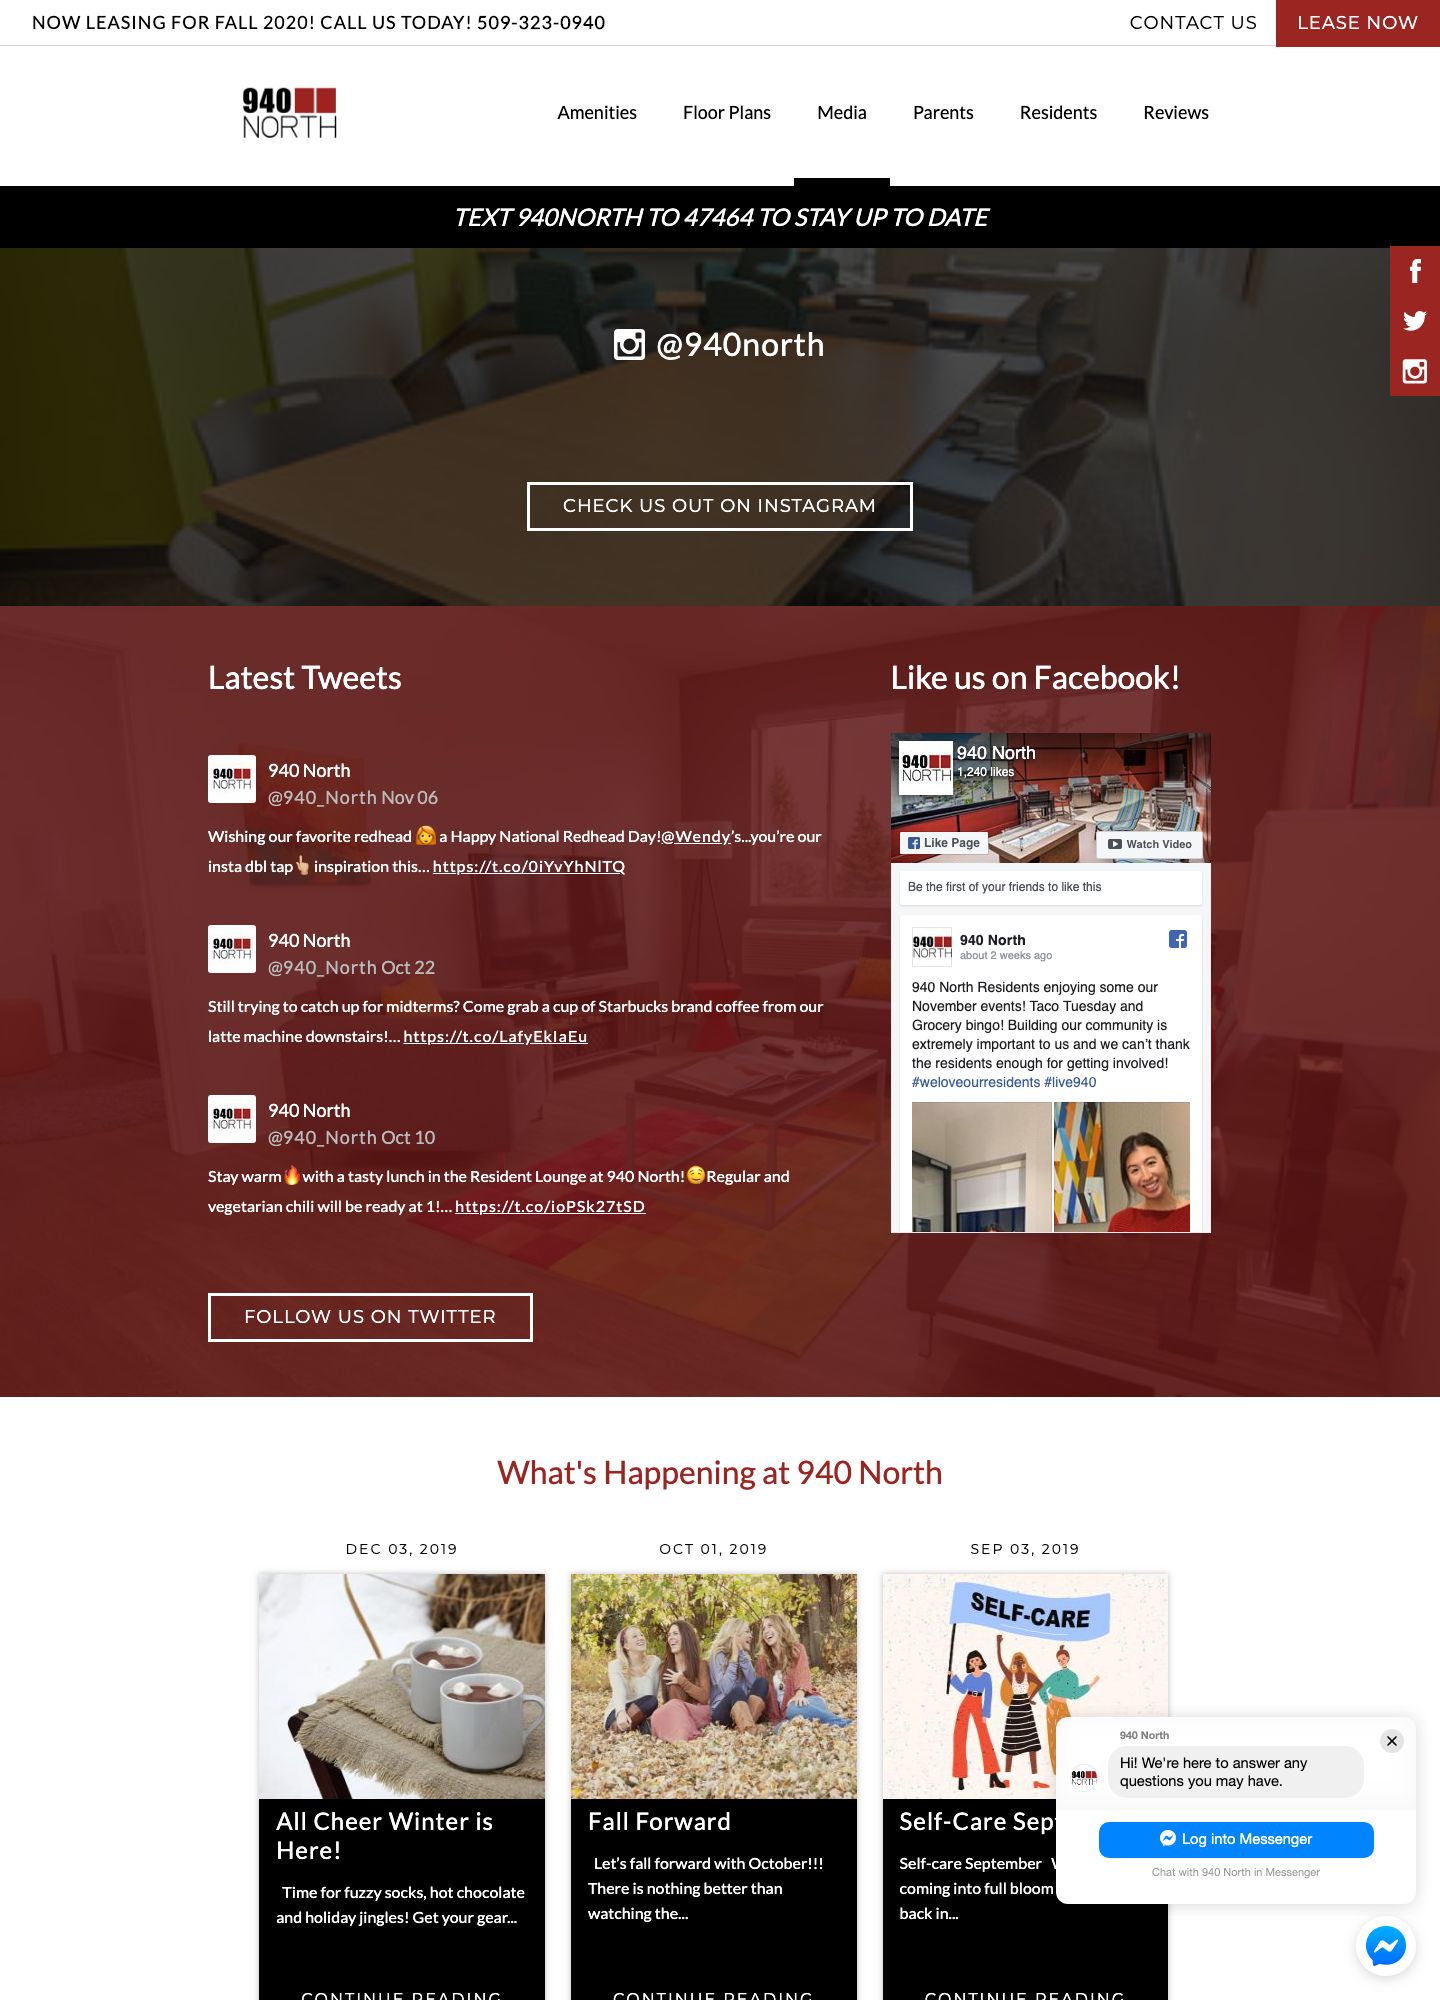 NOW LEASING FOR FALL 2020! CALL US TODAY! 509-323-0940
CONTACT US
LEASE NOW
940
NORTH
Amenities
Floor Plans
Media
Parents
Residents
Reviews
TEXT 940NORTH TO 47464 TO STAY UP TO DATE
@940north
CHECK US OUT ON INSTAGRAM
Latest Tweets
940
NORTH
940 North
@940_North Nov 06
Wishing our favorite redhead 👩‍🦰 a Happy National Redhead Day!@Wendy’s...you’re our
insta dbl tap👆🏼inspiration this… https://t.co/0iYvYhNlTQ
940
NORTH
940 North
@940_North Oct 22
Still trying to catch up for midterms? Come grab a cup of Starbucks brand coffee from our
latte machine downstairs!… https://t.co/LafyEkIaEu
940
NORTH
940 North
@940_North Oct 10
Stay warm🔥with a tasty lunch in the Resident Lounge at 940 North!🤤Regular and
vegetarian chili will be ready at 1!… https://t.co/ioPSk27tSD
FOLLOW US ON TWITTER
Like us on Facebook!
940
NORTH
940 North
1,240 likes
Like Page
Watch Video
Be the first of your friends to like this
940
NORTH
940 North
about 2 weeks ago
940 North Residents enjoying some our
November events! Taco Tuesday and
Grocery bingo! Building our community is
extremely important to us and we can’t thank
the residents enough for getting involved!
#weloveourresidents #live940
What's Happening at 940 North
DEC 03, 2019
All Cheer Winter is
Here!
Time for fuzzy socks, hot chocolate
and holiday jingles! Get your gear...
CONTINUE READING
OCT 01, 2019
Fall Forward
Let’s fall forward with October!!!
There is nothing better than
watching the...
CONTINUE READING
SEP 03, 2019
SELF-CARE
Self-Care
Self-care September
coming into full bloom
back in...
CONTINUE READING
940 North
940
NORTH
Hi! We're here to answer any
questions you may have.
Log into Messenger
Chat with 940 North in Messenger